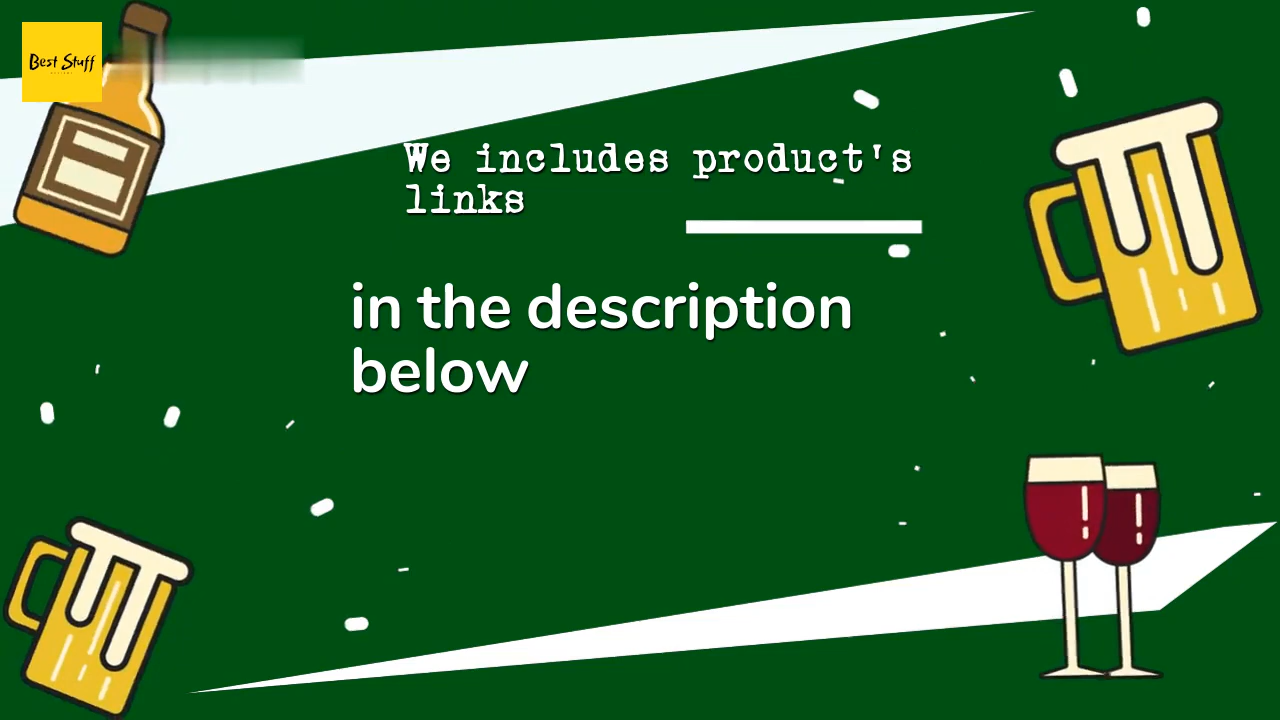 Best Stuff
We includes product's
links
in the description
below